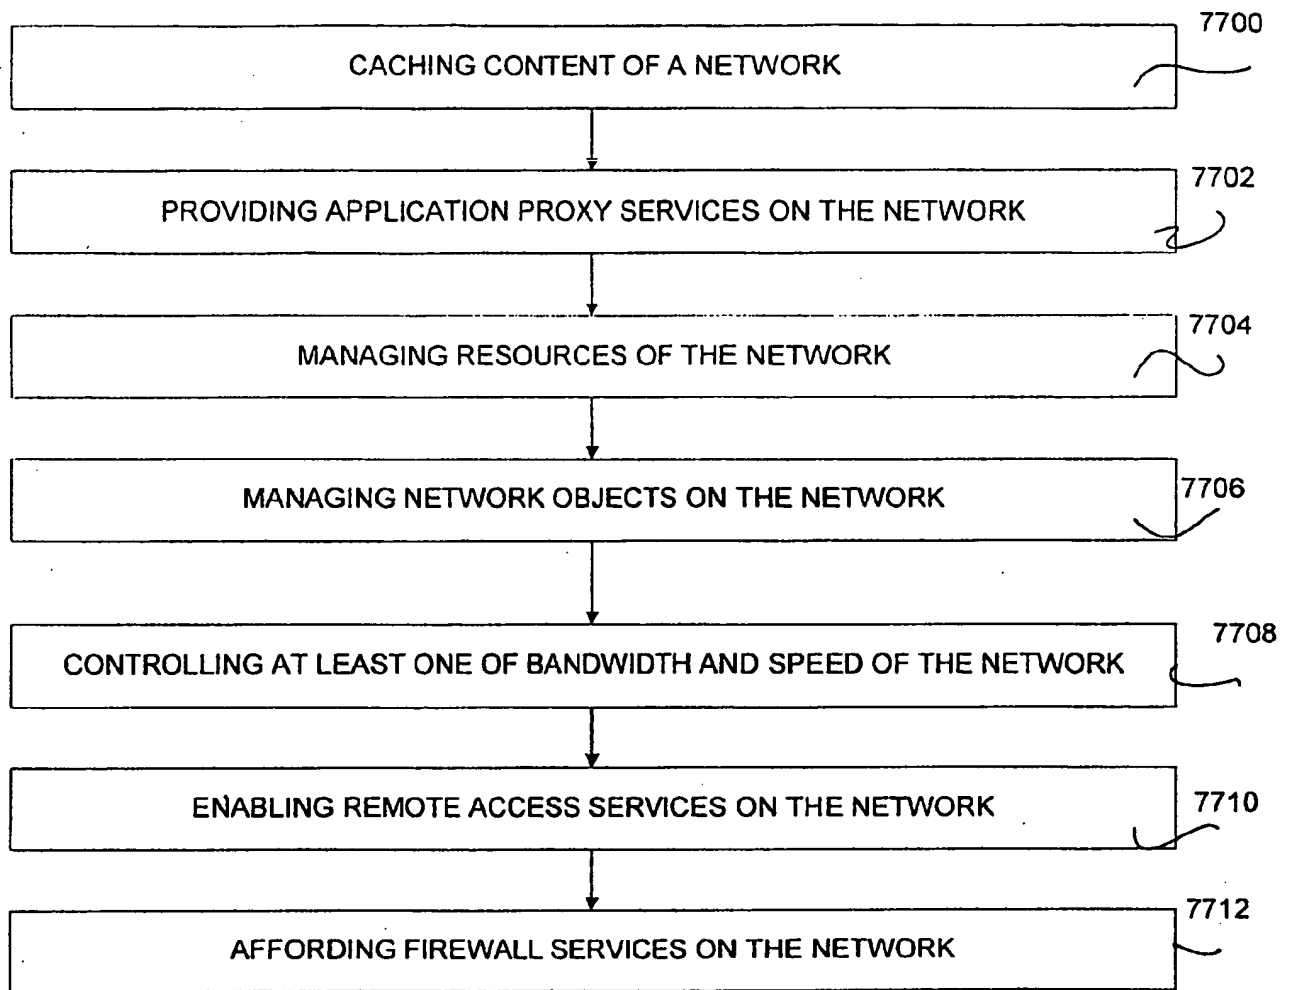 7700
CACHING CONTENT OF A NETWORK
7702
PROVIDING APPLICATION PROXY SERVICES ON THE NETWORK
7704
MANAGING RESOURCES OF THE NETWORK
7706
MANAGING NETWORK OBJECTS ON THE NETWORK
7708
CONTROLLING AT LEAST ONE OF BANDWIDTH AND SPEED OF THE NETWORK
7710
ENABLING REMOTE ACCESS SERVICES ON THE NETWORK
7712
AFFORDING FIREWALL SERVICES ON THE NETWORK